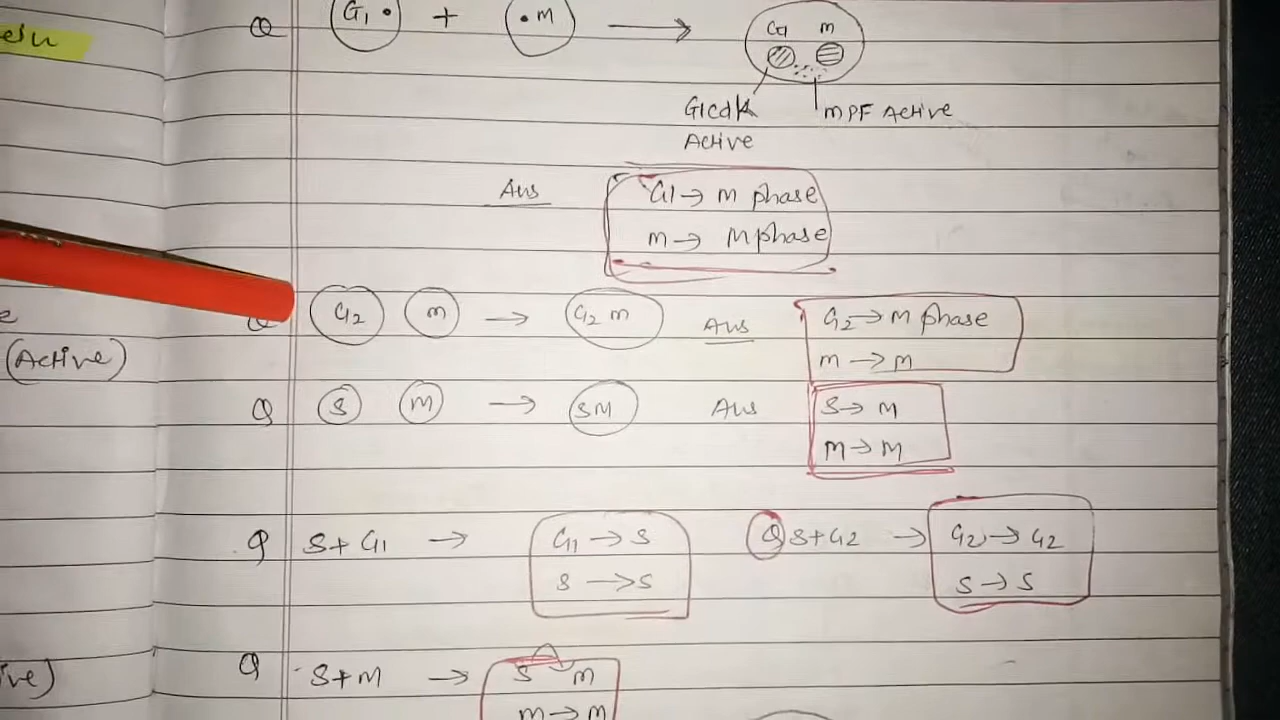 Q G1 + M →
G1 M
G1cdk MPF Active
Active
Ans G1 → M phase
M → M phase
G2 M → G2 M Ans G2 → M phase
M → M
(Active)
Q S M → SM Ans S → M
M → M
Q S+G1 → G1 → S Q S+G2 → G2 → G2
S → S S → S
Q S+M → S M
M → M